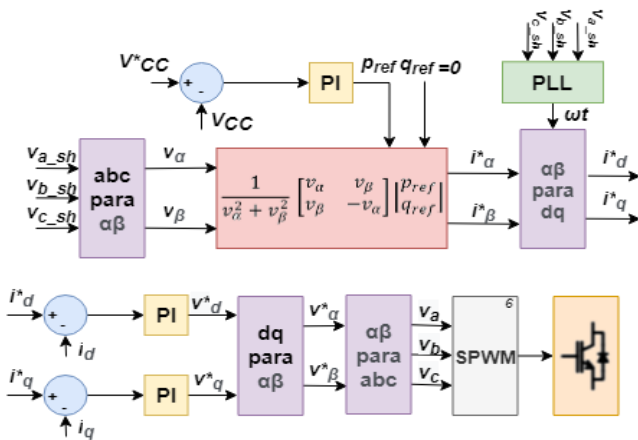 V*CC
+
-
VCC
PI
pref qref =0
Va_sh
Vb_sh
Vc_sh
PLL
ωt
va_sh
vb_sh
vc_sh
abc
para
αβ
vα
vβ
1
vα² + vβ²
vα vβ
vβ -vα
pref
qref
i*α
i*β
αβ
para
dq
i*d
i*q
i*d
+
-
id
PI
v*d
i*q
+
-
iq
PI
v*q
dq
para
αβ
v*α
v*β
αβ
para
abc
va
vb
vc
6
SPWM